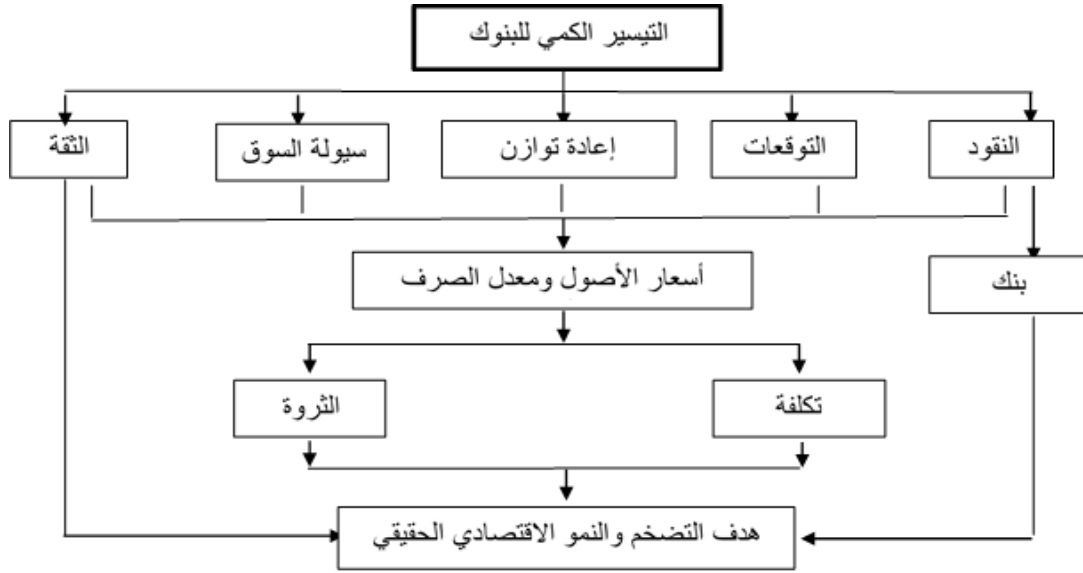 التيسير الكمي للبنوك
النقود
التوقعات
إعادة توازن
سيولة السوق
الثقة
أسعار الأصول ومعدل الصرف
بنك
تكلفة
الثروة
هدف التضخم والنمو الاقتصادي الحقيقي